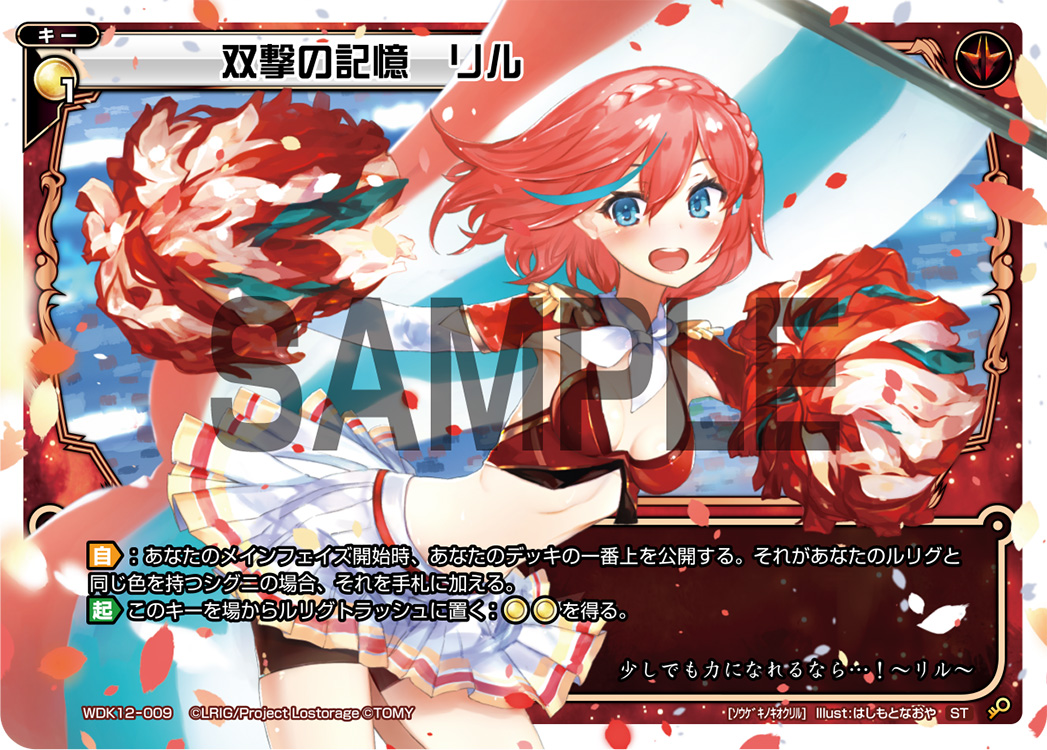 キー
1
双撃の記憶 リル
SAMPLE
自：あなたのメインフェイズ開始時、あなたのデッキの一番上を公開する。それがあなたのルリグと
同じ色を持つシグニの場合、それを手札に加える。
起 このキーを場からルリグトラッシュに置く：を得る。
少しでも力になれるなら…！～リル～
WDK12-009 ©LRIG/Project Lostorage ©TOMY [ソウゲキノキオクリル] Illust:はしもとなおや ST